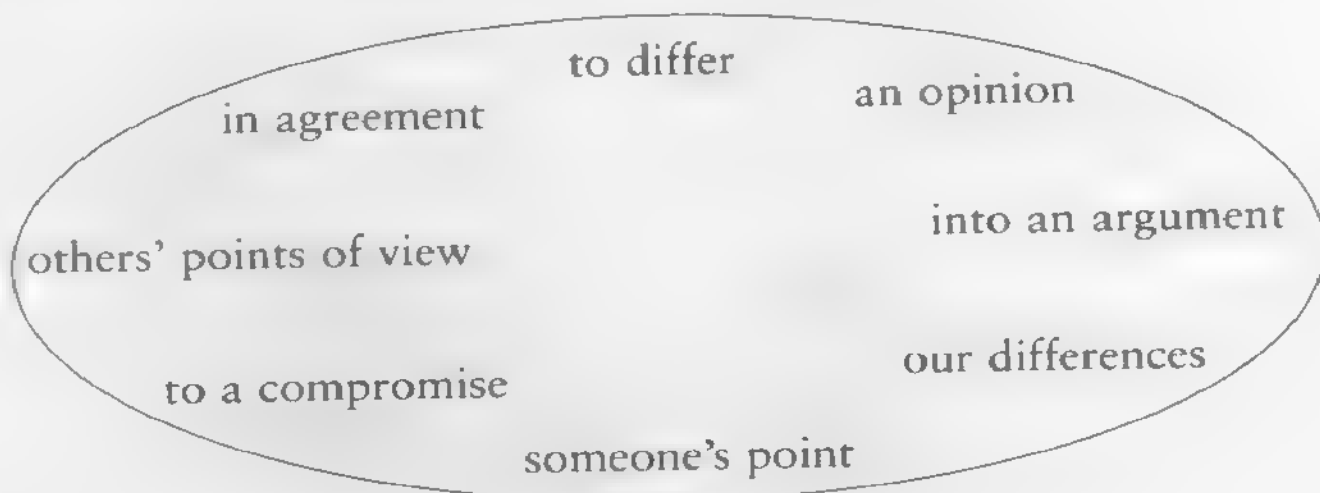 to differ
in agreement
an opinion
others' points of view
into an argument
to a compromise
our differences
someone's point